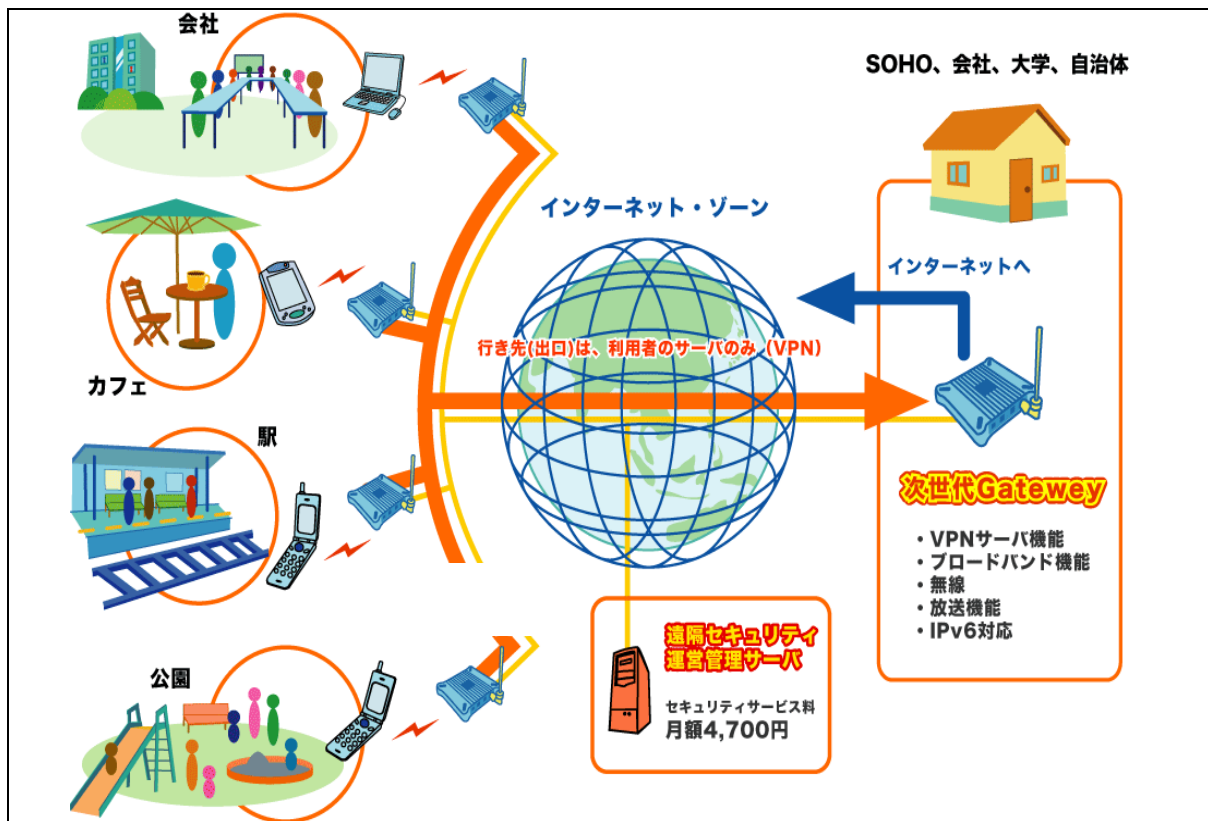 会社
SOHO、会社、大学、自治体
インターネット・ゾーン
インターネットへ
行き先(出口)は、利用者のサーバのみ（VPN）
カフェ
駅
次世代Gatewey
・VPNサーバ機能
・ブロードバンド機能
・無線
・放送機能
・IPv6対応
遠隔セキュリティ
運営管理サーバ
セキュリティサービス料
月額4,700円
公園